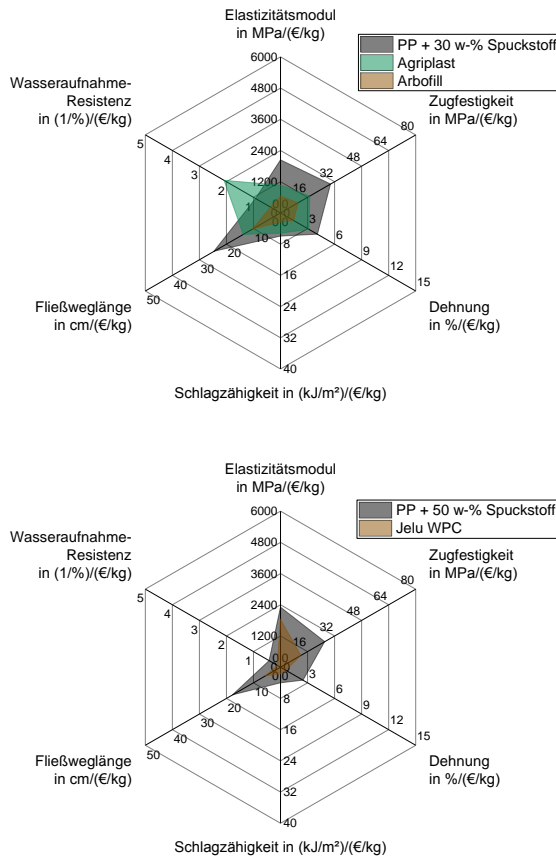 Elastizitätsmodul
in MPa/(€/kg)
PP + 30 w-% Spuckstoff
Agriplast
Arbofill
Wasseraufnahme-
Resistenz
in (1/%)/(€/kg)
Zugfestigkeit
in MPa/(€/kg)
6000
4800
3600
2400
1200
0
80
64
48
32
16
0
15
12
9
6
3
0
40
32
24
16
8
0
50
40
30
20
10
0
5
4
3
2
1
0
Fließweglänge
in cm/(€/kg)
Dehnung
in %/(€/kg)
Schlagzähigkeit in (kJ/m²)/(€/kg)
Elastizitätsmodul
in MPa/(€/kg)
PP + 50 w-% Spuckstoff
Jelu WPC
Wasseraufnahme-
Resistenz
in (1/%)/(€/kg)
Zugfestigkeit
in MPa/(€/kg)
6000
4800
3600
2400
1200
0
80
64
48
32
16
0
15
12
9
6
3
0
40
32
24
16
8
0
50
40
30
20
10
0
5
4
3
2
1
0
Fließweglänge
in cm/(€/kg)
Dehnung
in %/(€/kg)
Schlagzähigkeit in (kJ/m²)/(€/kg)